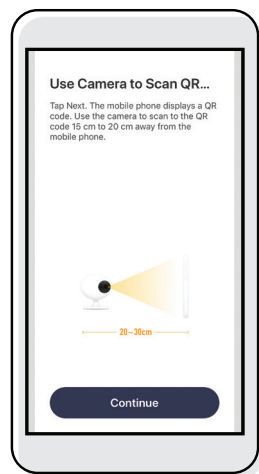 Use Camera to Scan QR...
Tap Next. The mobile phone displays a QR
code. Use the camera to scan to the QR
code 15 cm to 20 cm away from the
mobile phone.
20–30cm
Continue